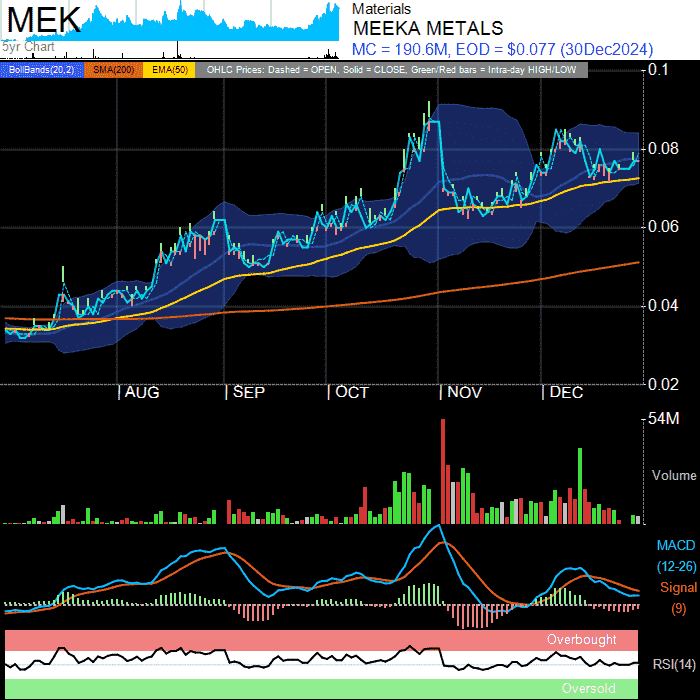 MEK
5yr Chart
Materials
MEEKA METALS
MC = 190.6M, EOD = $0.077 (30Dec2024)
BollBands(20,2) SMA(200) EMA(50) OHLC Prices: Dashed = OPEN, Solid = CLOSE, Green/Red bars = Intra-day HIGH/LOW
0.1
0.08
0.06
0.04
0.02
AUG SEP OCT NOV DEC
54M
Volume
MACD
(12-26)
Signal
(9)
Overbought
RSI(14)
Oversold